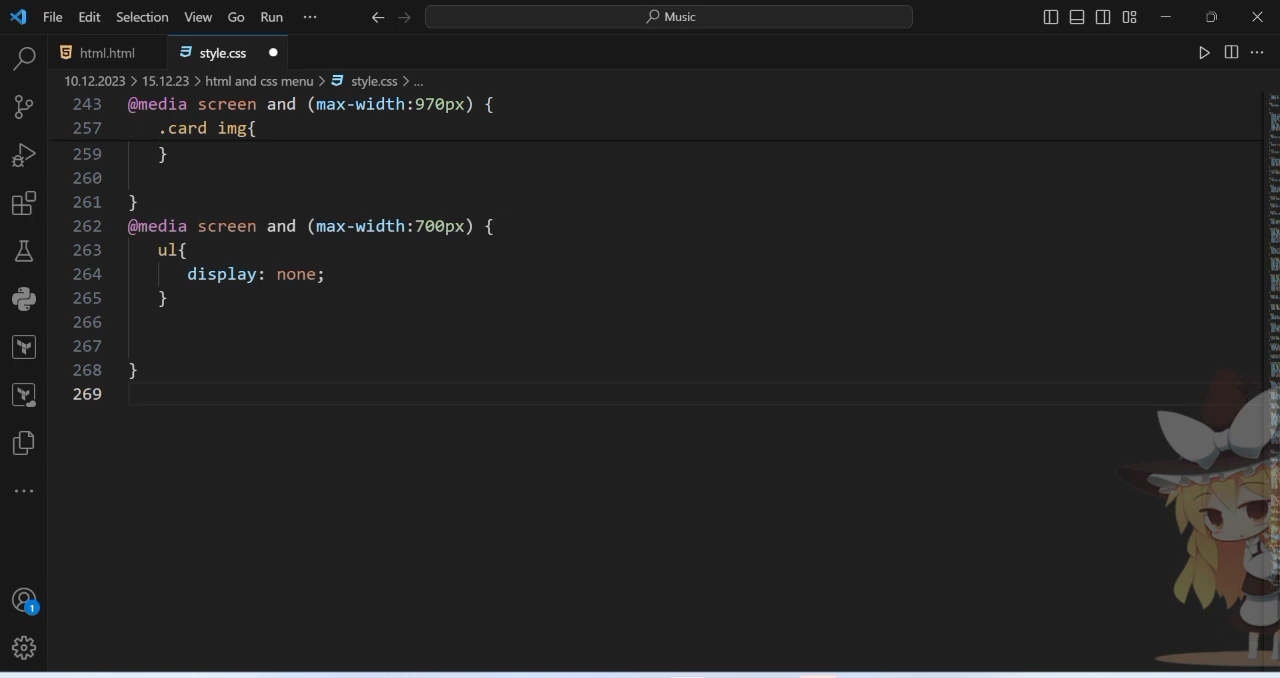 File Edit Selection View Go Run ··· Music
html.html style.css
10.12.2023 > 15.12.23 > html and css menu > style.css > ...
243 @media screen and (max-width:970px) {
257 .card img{
259 }
260
261 }
262 @media screen and (max-width:700px) {
263 ul{
264 display: none;
265 }
266
267
268 }
269
1